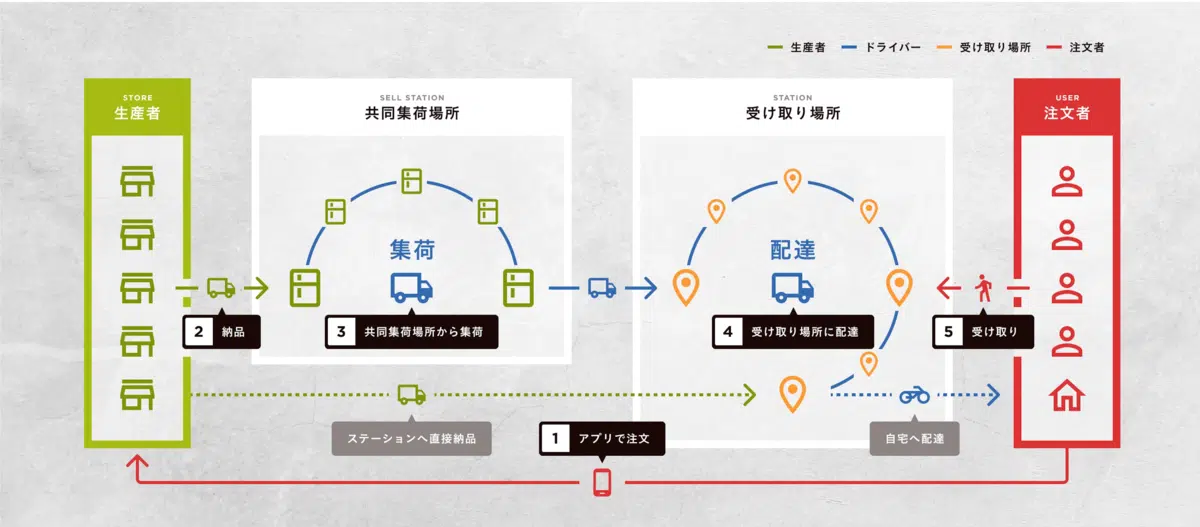 生産者
ドライバー
受け取り場所
注文者
STORE
生産者
SELL STATION
共同集荷場所
STATION
受け取り場所
USER
注文者
集荷
配達
2 納品
3 共同集荷場所から集荷
4 受け取り場所に配達
5 受け取り
ステーションへ直接納品
1 アプリで注文
自宅へ配達